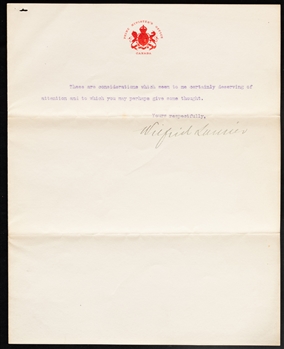 PRIME MINISTER'S OFFICE
CANADA
These are considerations which seem to me certainly deserving of
attention and to which you may perhaps give some thought.
Yours respectfully,
Wilfrid Laurier